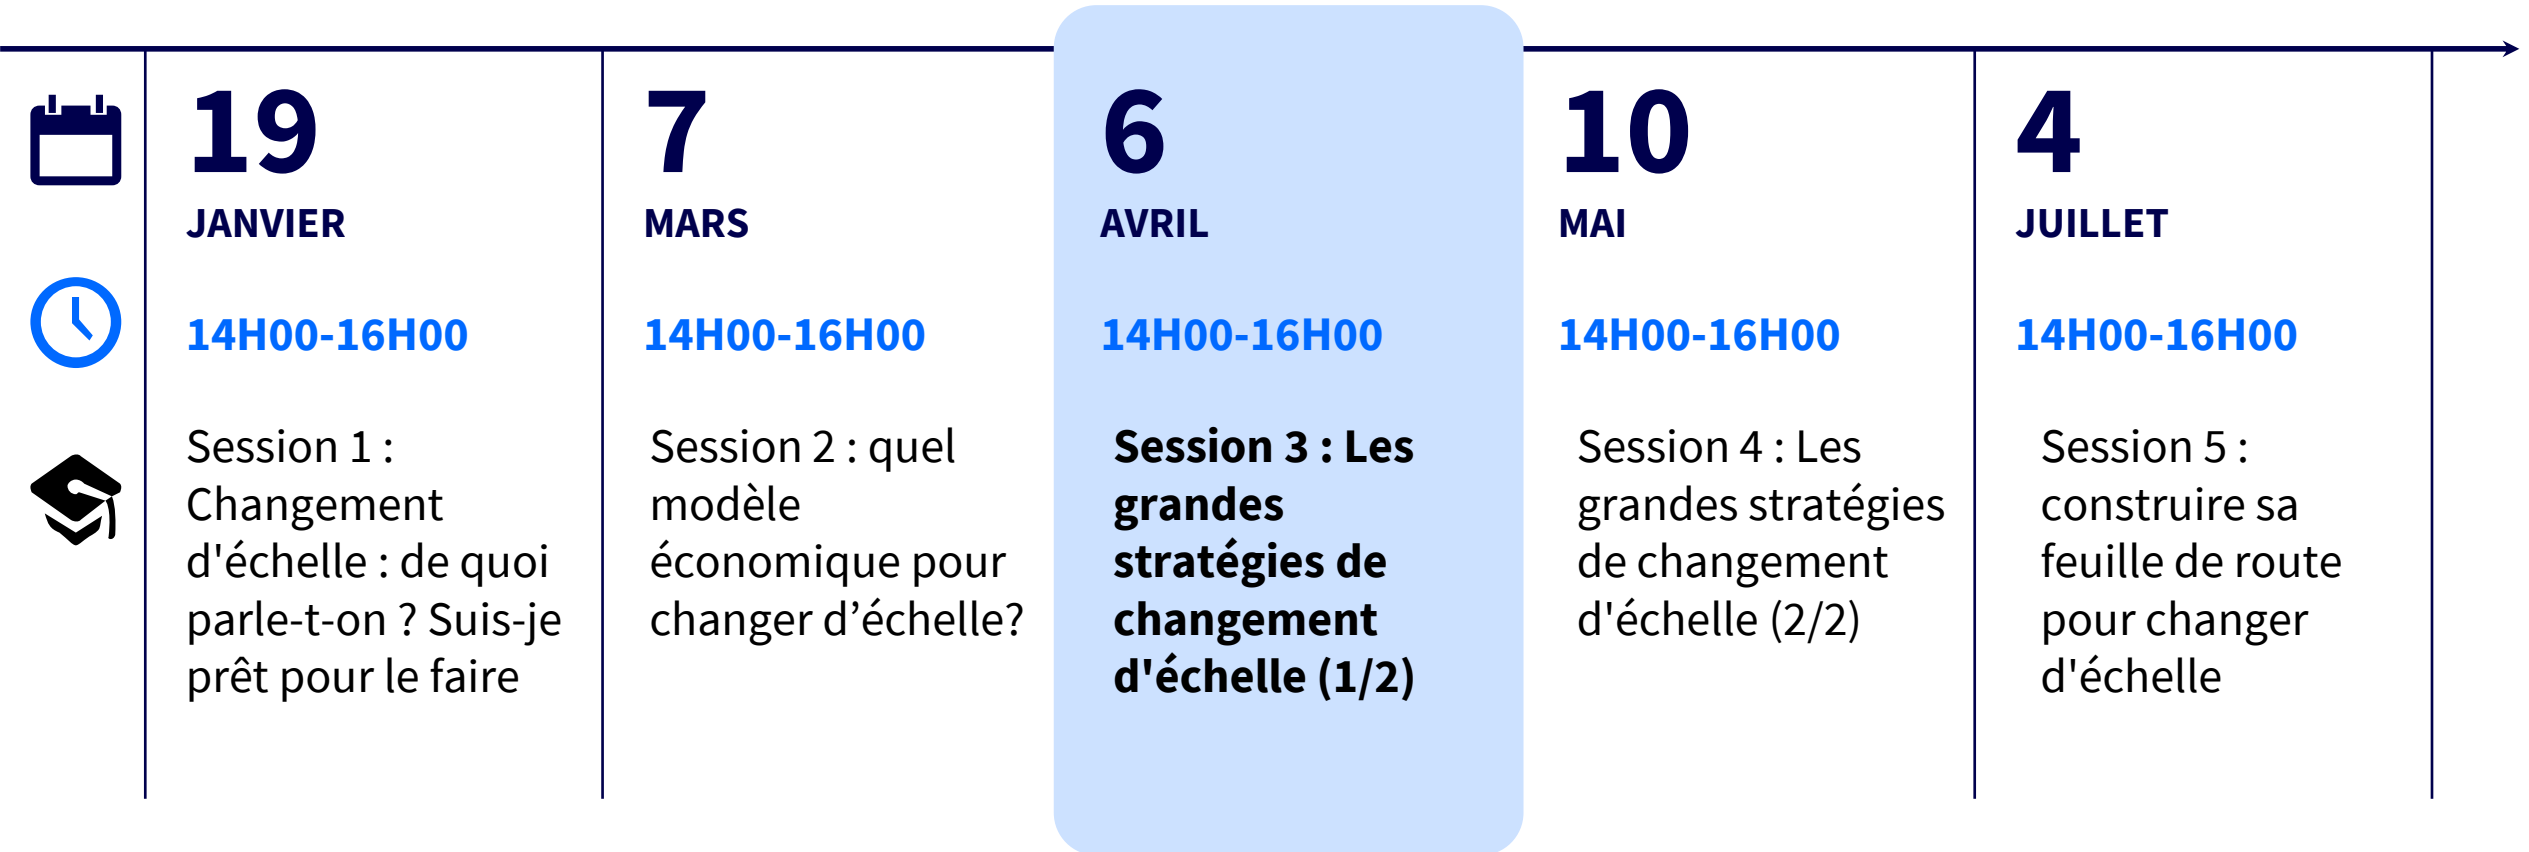 19
JANVIER
14H00-16H00
Session 1 :
Changement
d'échelle : de quoi
parle-t-on ? Suis-je
prêt pour le faire
7
MARS
14H00-16H00
Session 2 : quel
modèle
économique pour
changer d’échelle?
6
AVRIL
14H00-16H00
Session 3 : Les
grandes
stratégies de
changement
d'échelle (1/2)
10
MAI
14H00-16H00
Session 4 : Les
grandes stratégies
de changement
d'échelle (2/2)
4
JUILLET
14H00-16H00
Session 5 :
construire sa
feuille de route
pour changer
d'échelle